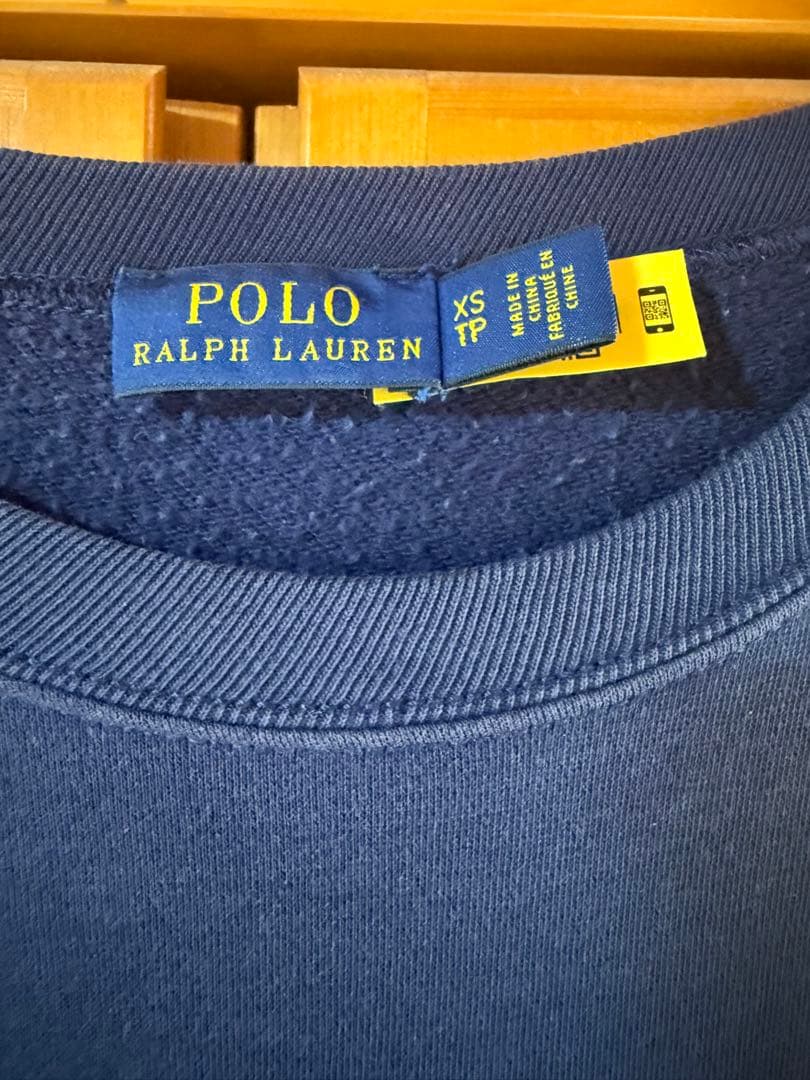 POLO
RALPH LAUREN
XS
TP
MADE IN
CHINA
FABRIQUÉ EN
CHINE